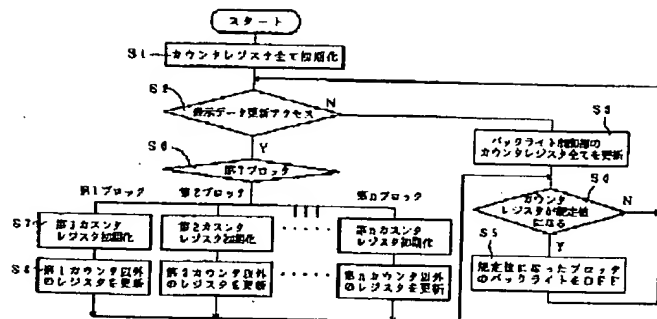 スタート
S1
カウンタレジスタ全て初期化
S2
表示データ更新アクセス
N
Y
S3
バックライト制御部の
カウンタレジスタ全てを更新
S6
第?ブロック
S4
カウンタ
レジスタが規定値
になる
N
Y
第1ブロック
第2ブロック
第nブロック
S7
第1カウンタ
レジスタ初期化
第2カウンタ
レジスタ初期化
・・・・・
第nカウンタ
レジスタ初期化
S5
規定値になったブロック
のバックライトをOFF
S8
第1カウンタ以外
のレジスタを更新
第2カウンタ以外
のレジスタを更新
・・・・・
第nカウンタ以外
のレジスタを更新